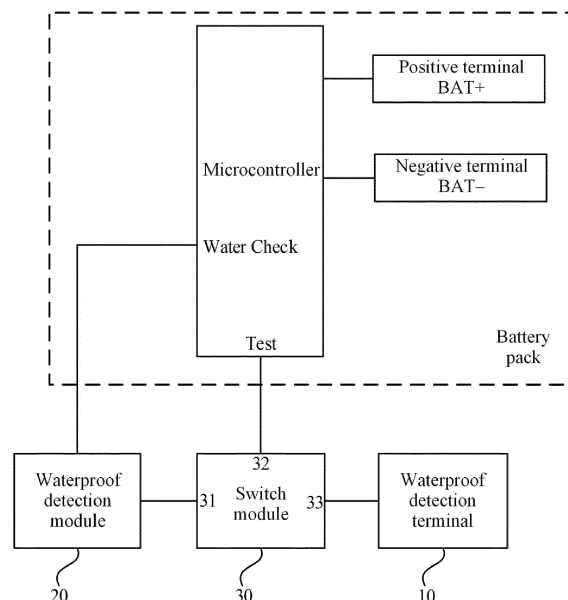 Positive terminal
BAT+
Microcontroller
Negative terminal
BAT–
Water Check
Test
Battery
pack
Waterproof
detection
module
31
32
Switch
module
33
Waterproof
detection
terminal
20
30
10